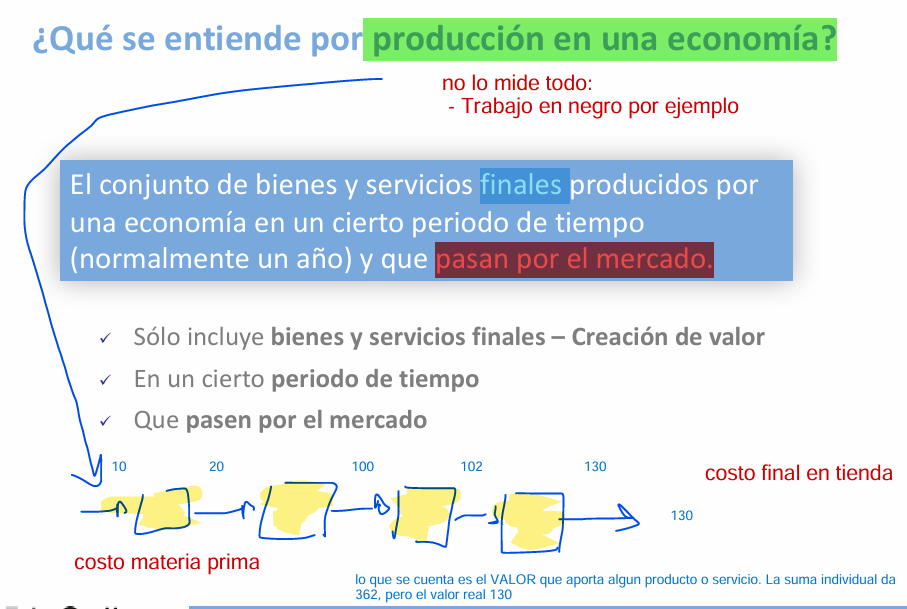 ¿Qué se entiende por producción en una economía?
no lo mide todo:
- Trabajo en negro por ejemplo
El conjunto de bienes y servicios finales producidos por
una economía en un cierto periodo de tiempo
(normalmente un año) y que pasan por el mercado.
✓ Sólo incluye bienes y servicios finales – Creación de valor
✓ En un cierto periodo de tiempo
✓ Que pasen por el mercado
10 20 100 102 130
costo final en tienda
130
costo materia prima
lo que se cuenta es el VALOR que aporta algun producto o servicio. La suma individual da
362, pero el valor real 130